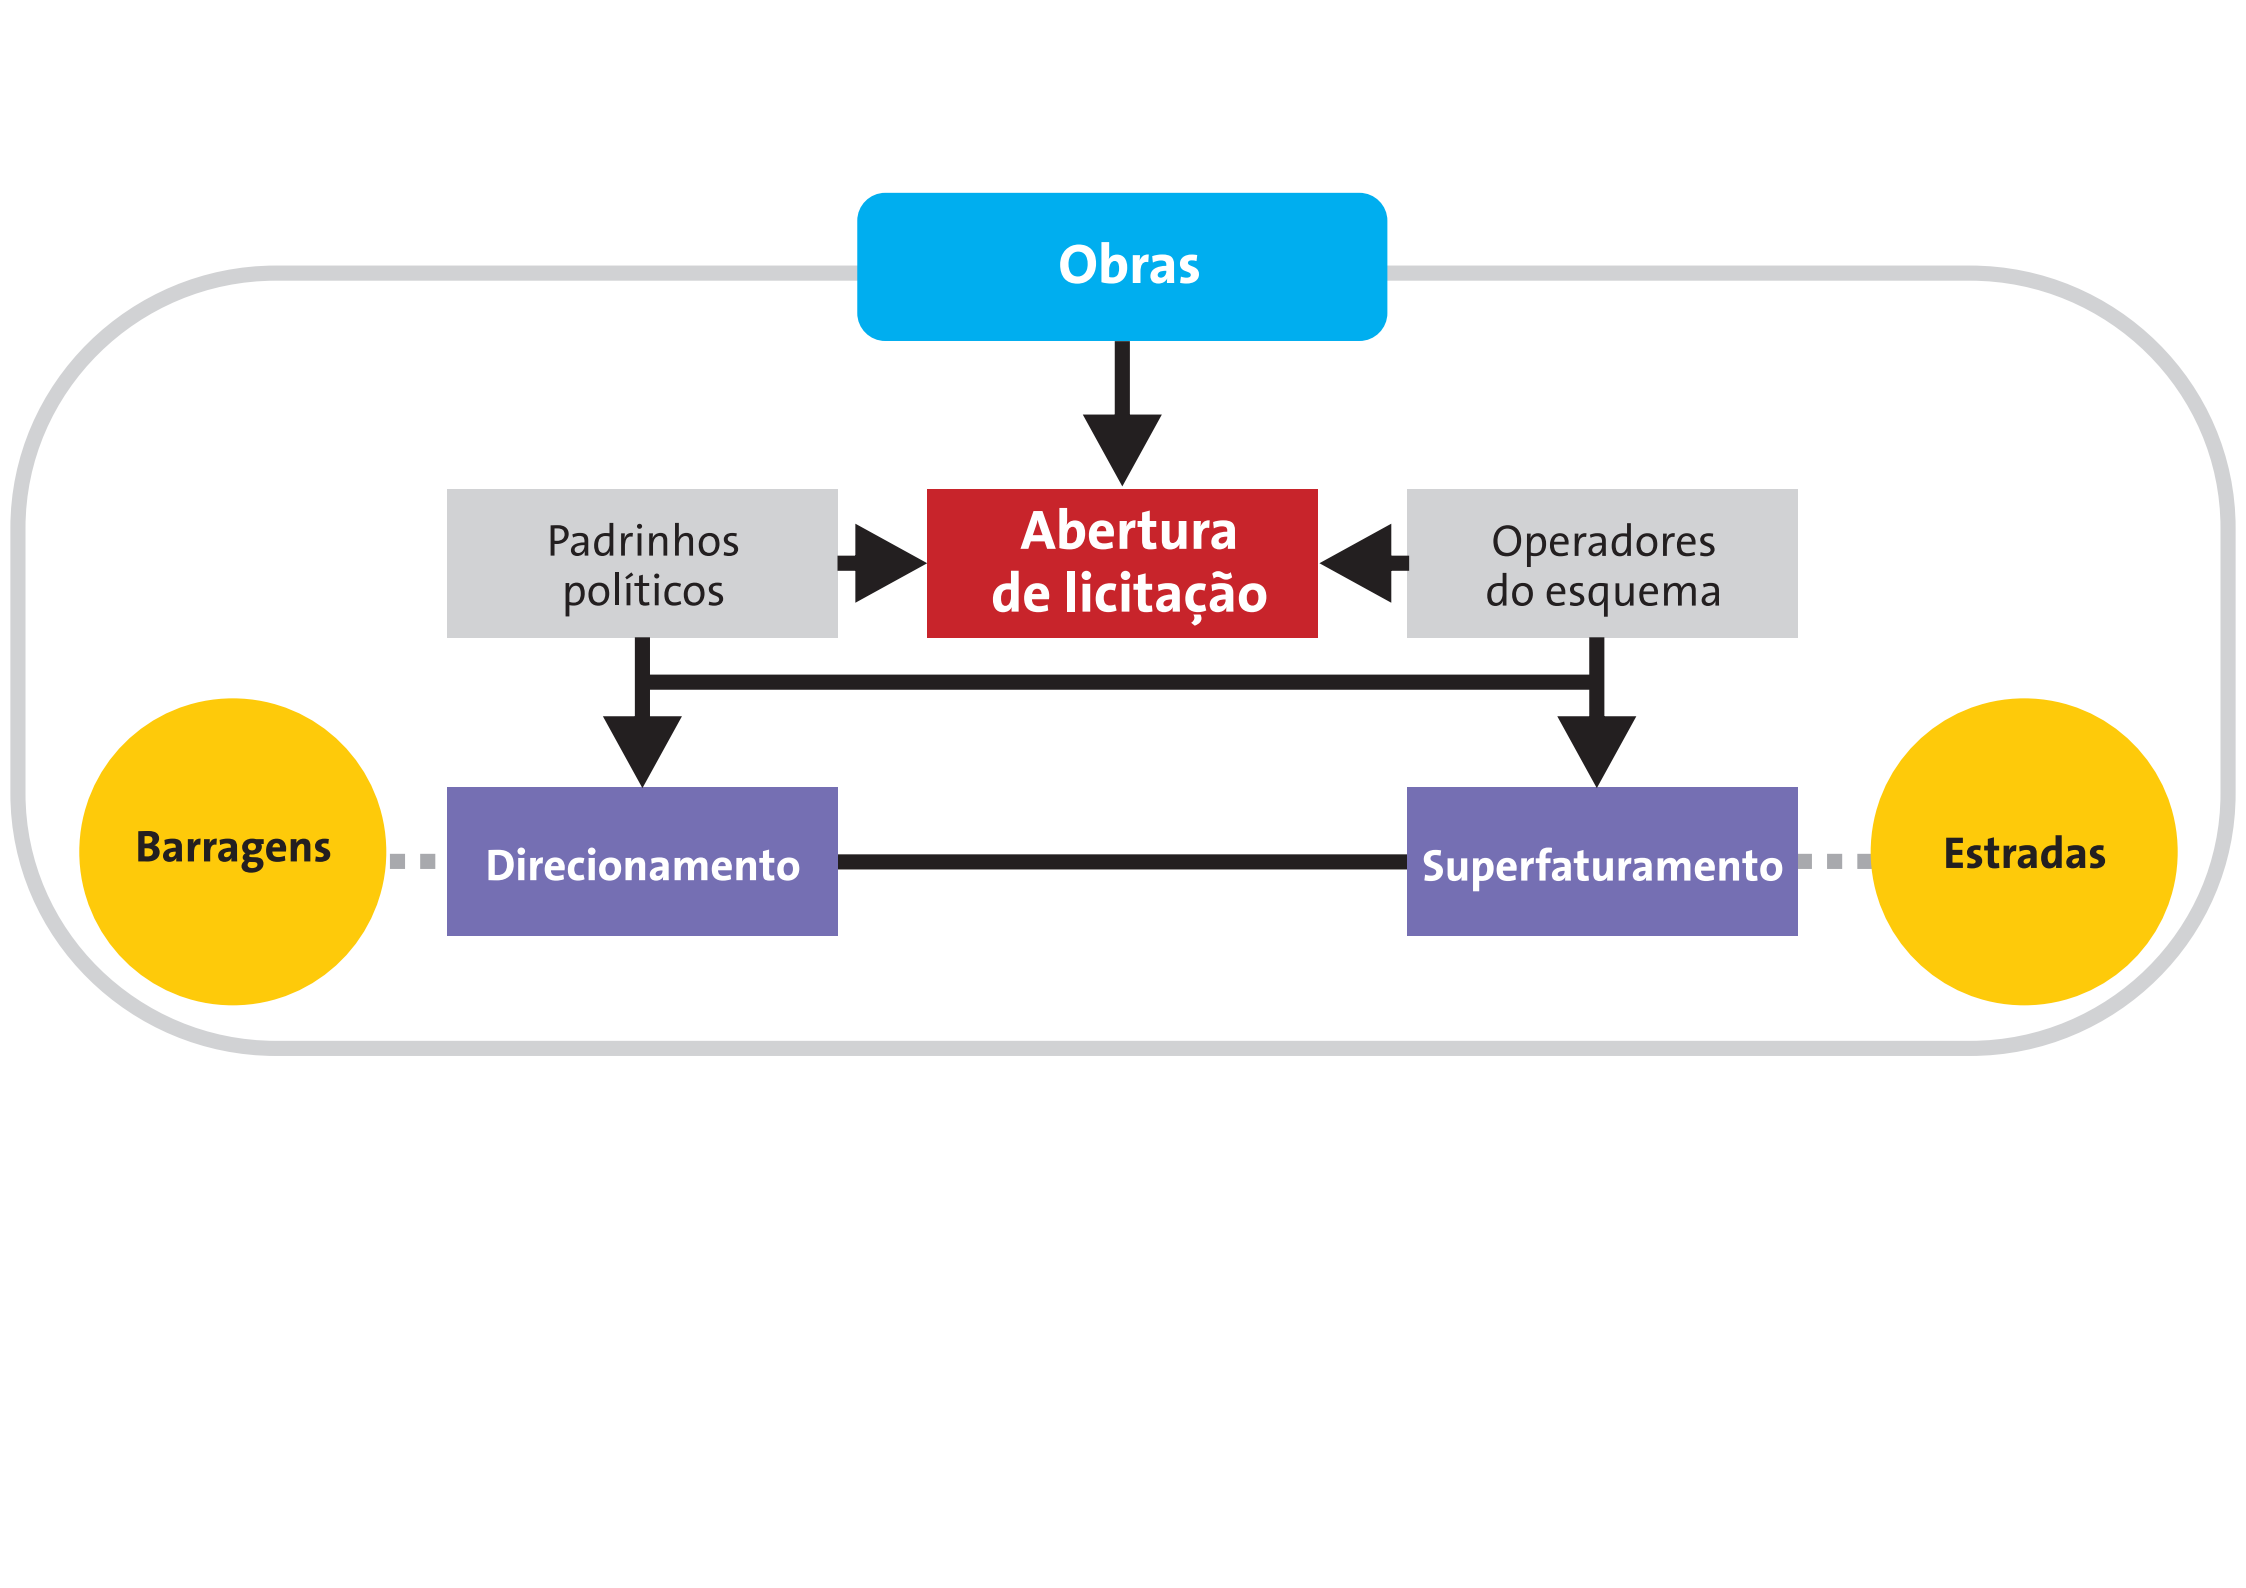 Obras
Padrinhos
políticos
Abertura
de licitação
Operadores
do esquema
Barragens
Direcionamento
Superfaturamento
Estradas